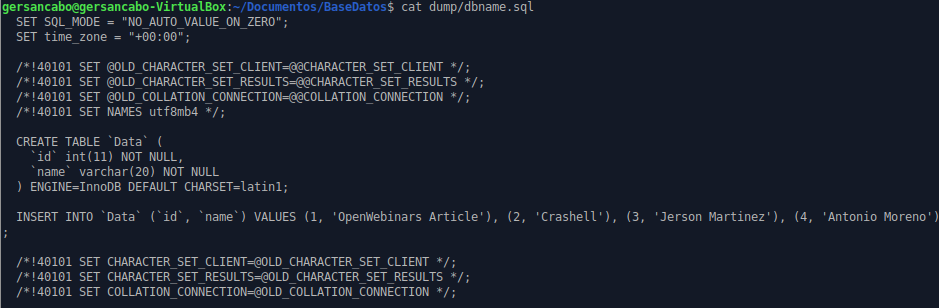 gersancabo@gersancabo-VirtualBox:~/Documentos/BaseDatos$ cat dump/dbname.sql
  SET SQL_MODE = "NO_AUTO_VALUE_ON_ZERO";
  SET time_zone = "+00:00";

  /*!40101 SET @OLD_CHARACTER_SET_CLIENT=@@CHARACTER_SET_CLIENT */;
  /*!40101 SET @OLD_CHARACTER_SET_RESULTS=@@CHARACTER_SET_RESULTS */;
  /*!40101 SET @OLD_COLLATION_CONNECTION=@@COLLATION_CONNECTION */;
  /*!40101 SET NAMES utf8mb4 */;

  CREATE TABLE `Data` (
    `id` int(11) NOT NULL,
    `name` varchar(20) NOT NULL
  ) ENGINE=InnoDB DEFAULT CHARSET=latin1;

  INSERT INTO `Data` (`id`, `name`) VALUES (1, 'OpenWebinars Article'), (2, 'Crashell'), (3, 'Jerson Martinez'), (4, 'Antonio Moreno')
;

  /*!40101 SET CHARACTER_SET_CLIENT=@OLD_CHARACTER_SET_CLIENT */;
  /*!40101 SET CHARACTER_SET_RESULTS=@OLD_CHARACTER_SET_RESULTS */;
  /*!40101 SET COLLATION_CONNECTION=@OLD_COLLATION_CONNECTION */;